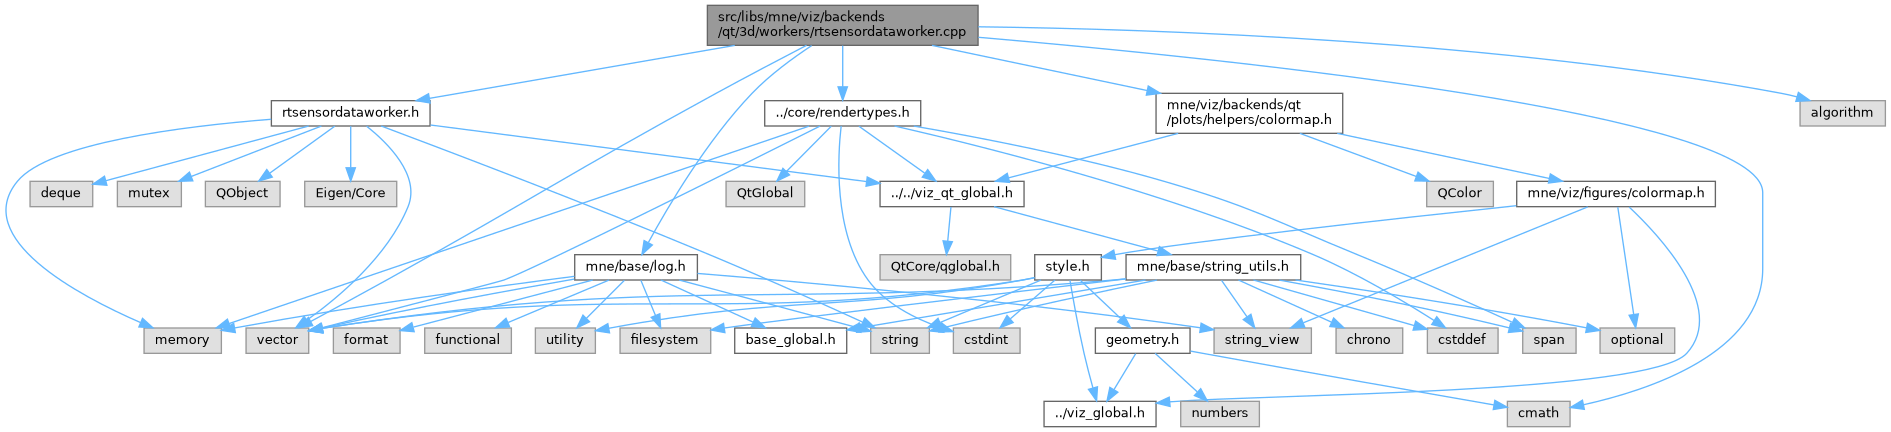 src/libs/mne/viz/backends
/qt/3d/workers/rtsensordataworker.cpp
rtsensordataworker.h
../core/rendertypes.h
mne/viz/backends/qt
/plots/helpers/colormap.h
algorithm
deque
mutex
QObject
Eigen/Core
QtGlobal
../../viz_qt_global.h
QColor
mne/viz/figures/colormap.h
mne/base/log.h
QtCore/qglobal.h
style.h
mne/base/string_utils.h
memory
vector
format
functional
utility
filesystem
base_global.h
string
cstdint
geometry.h
string_view
chrono
cstddef
span
optional
../viz_global.h
numbers
cmath